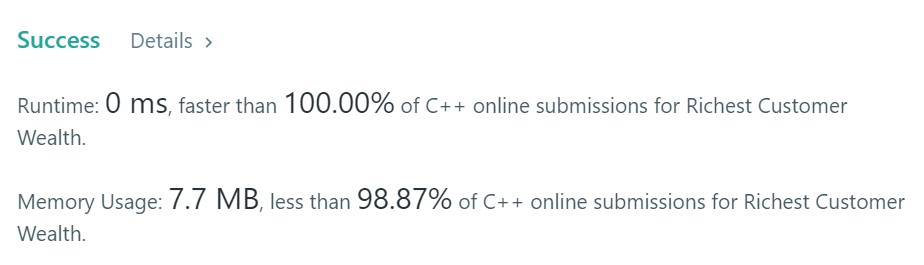 Success Details >
Runtime: 0 ms, faster than 100.00% of C++ online submissions for Richest Customer
Wealth.
Memory Usage: 7.7 MB, less than 98.87% of C++ online submissions for Richest Customer
Wealth.